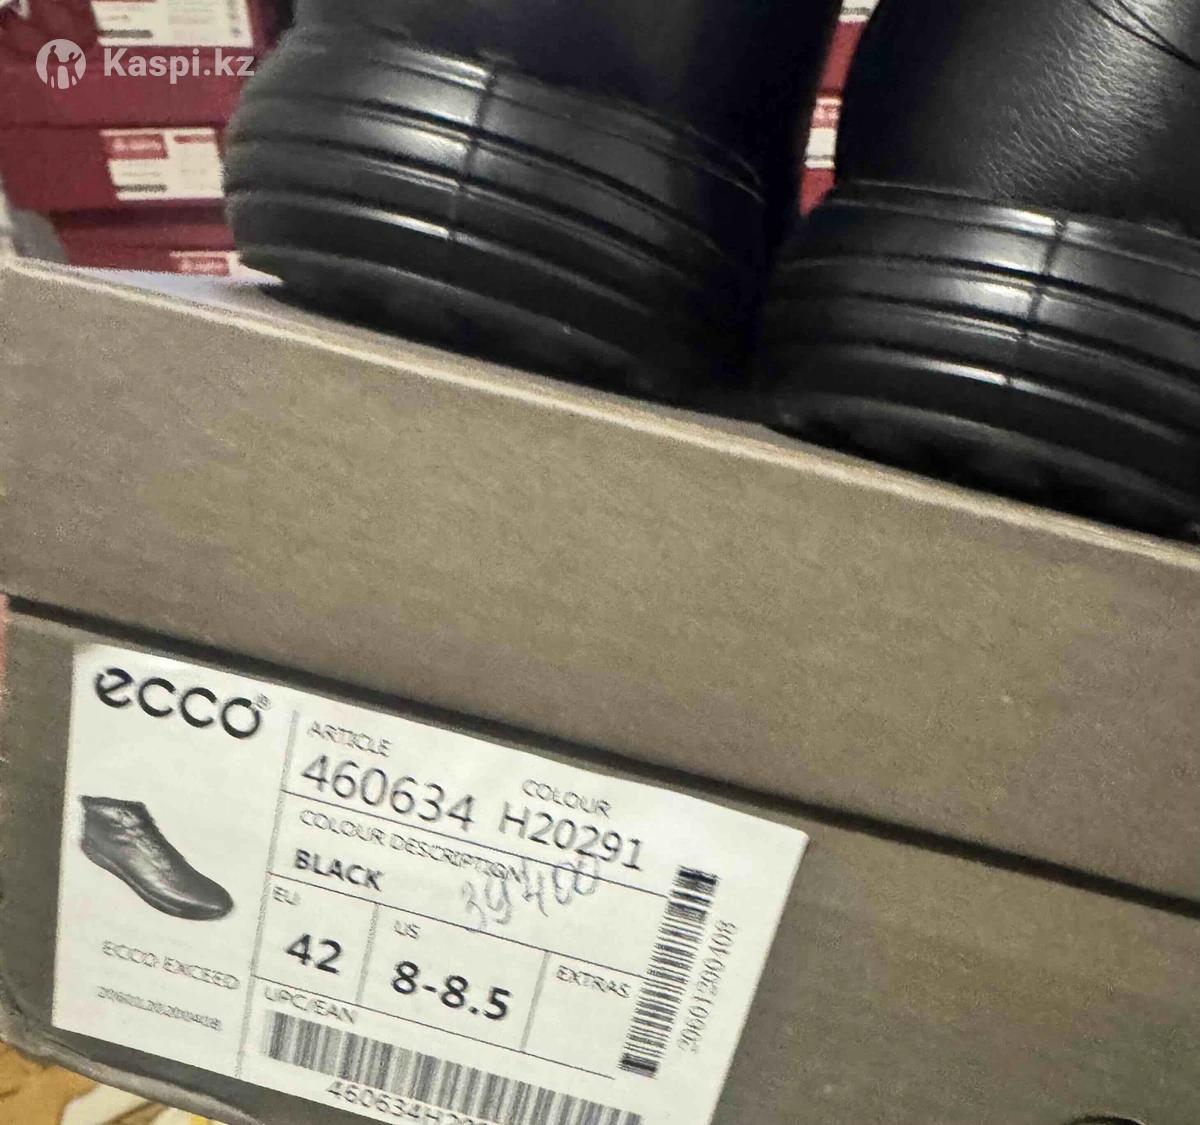 Kaspi.kz
ecco®
ARTICLE
460634
COLOUR
H20291
COLOUR DESCRIPTION
BLACK
39400
EU
42
US
8-8.5
EXTRAS
UPC/EAN
ECCO EXCEED
20601200408